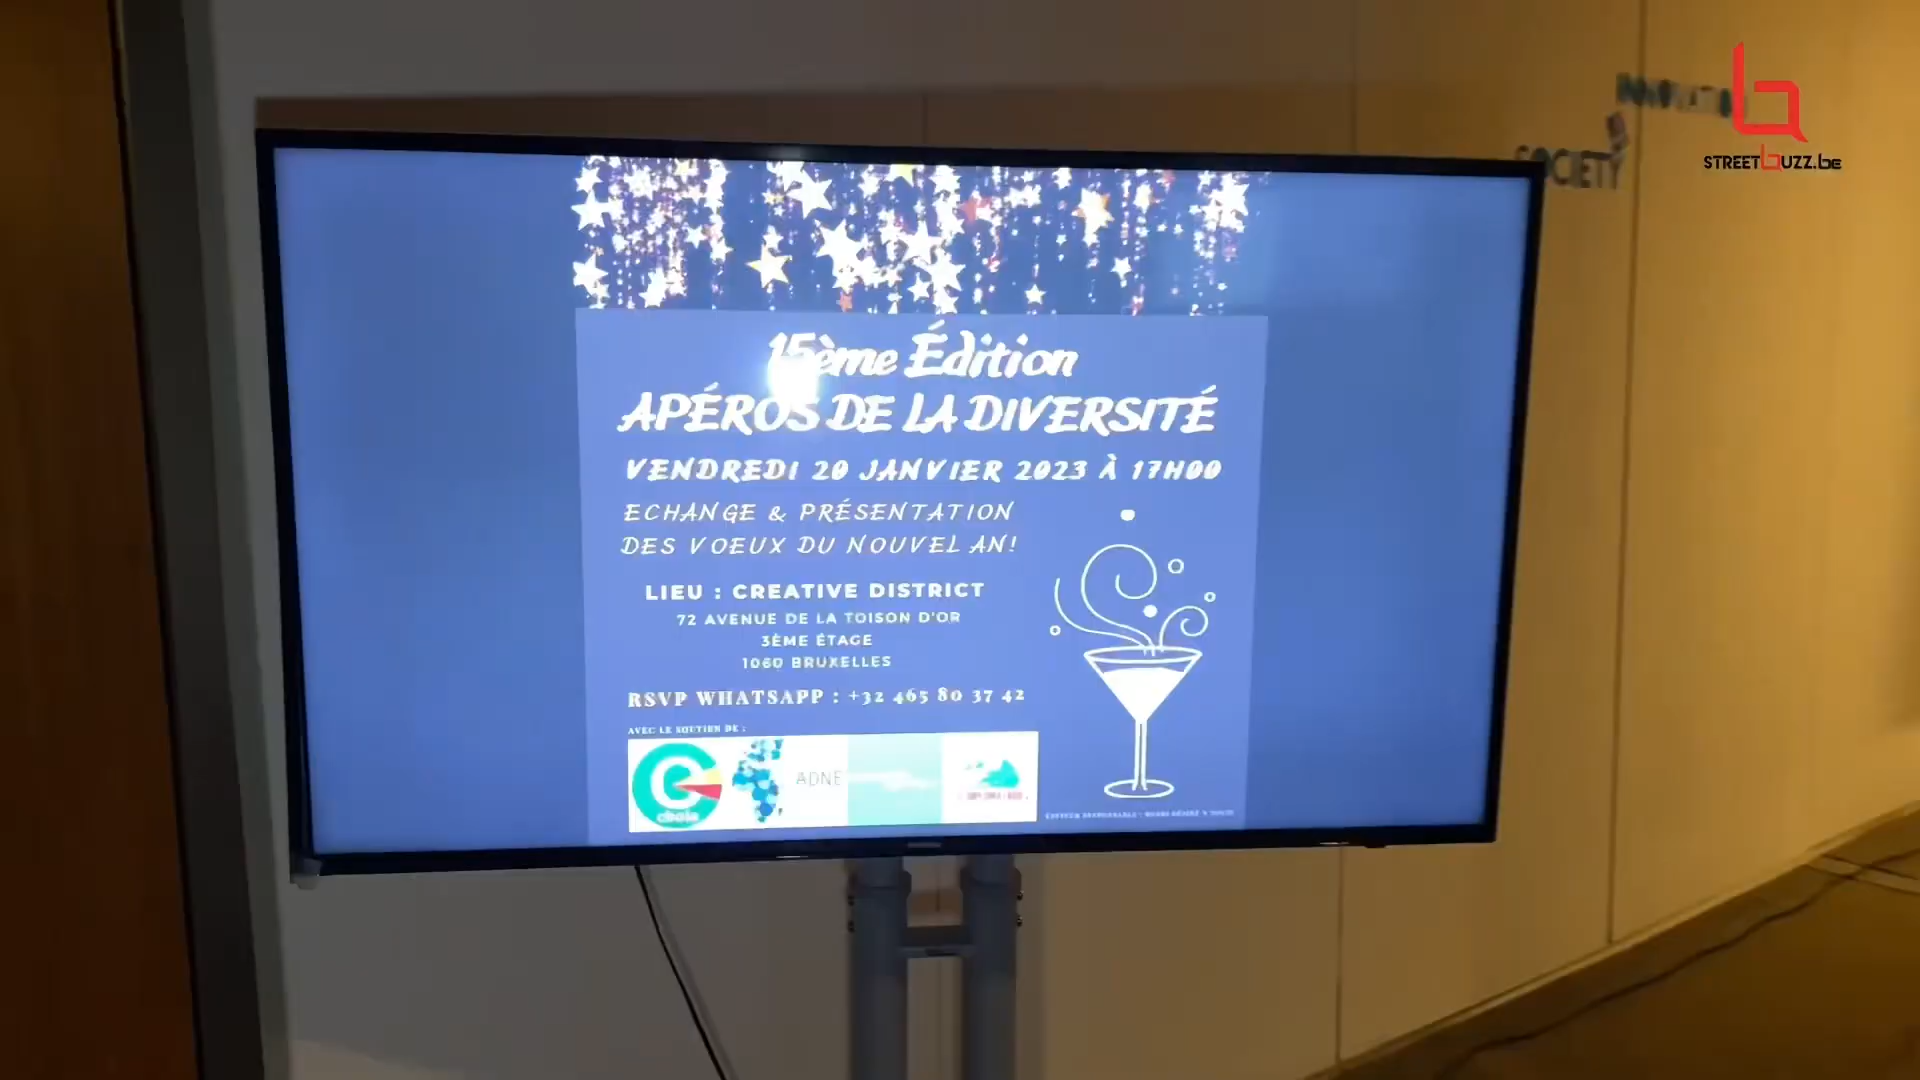 INNOVATION
SOCIETY
STREETBUZZ.be
15ème Édition
APÉROS DE LA DIVERSITÉ
VENDREDI 20 JANVIER 2023 À 17H00
ECHANGE & PRÉSENTATION
DES VOEUX DU NOUVEL AN!
LIEU : CREATIVE DISTRICT
72 AVENUE DE LA TOISON D'OR
3ÈME ÉTAGE
1060 BRUXELLES
RSVP WHATSAPP : +32 465 80 37 42
AVEC LE SOUTIEN DE :
ADNE